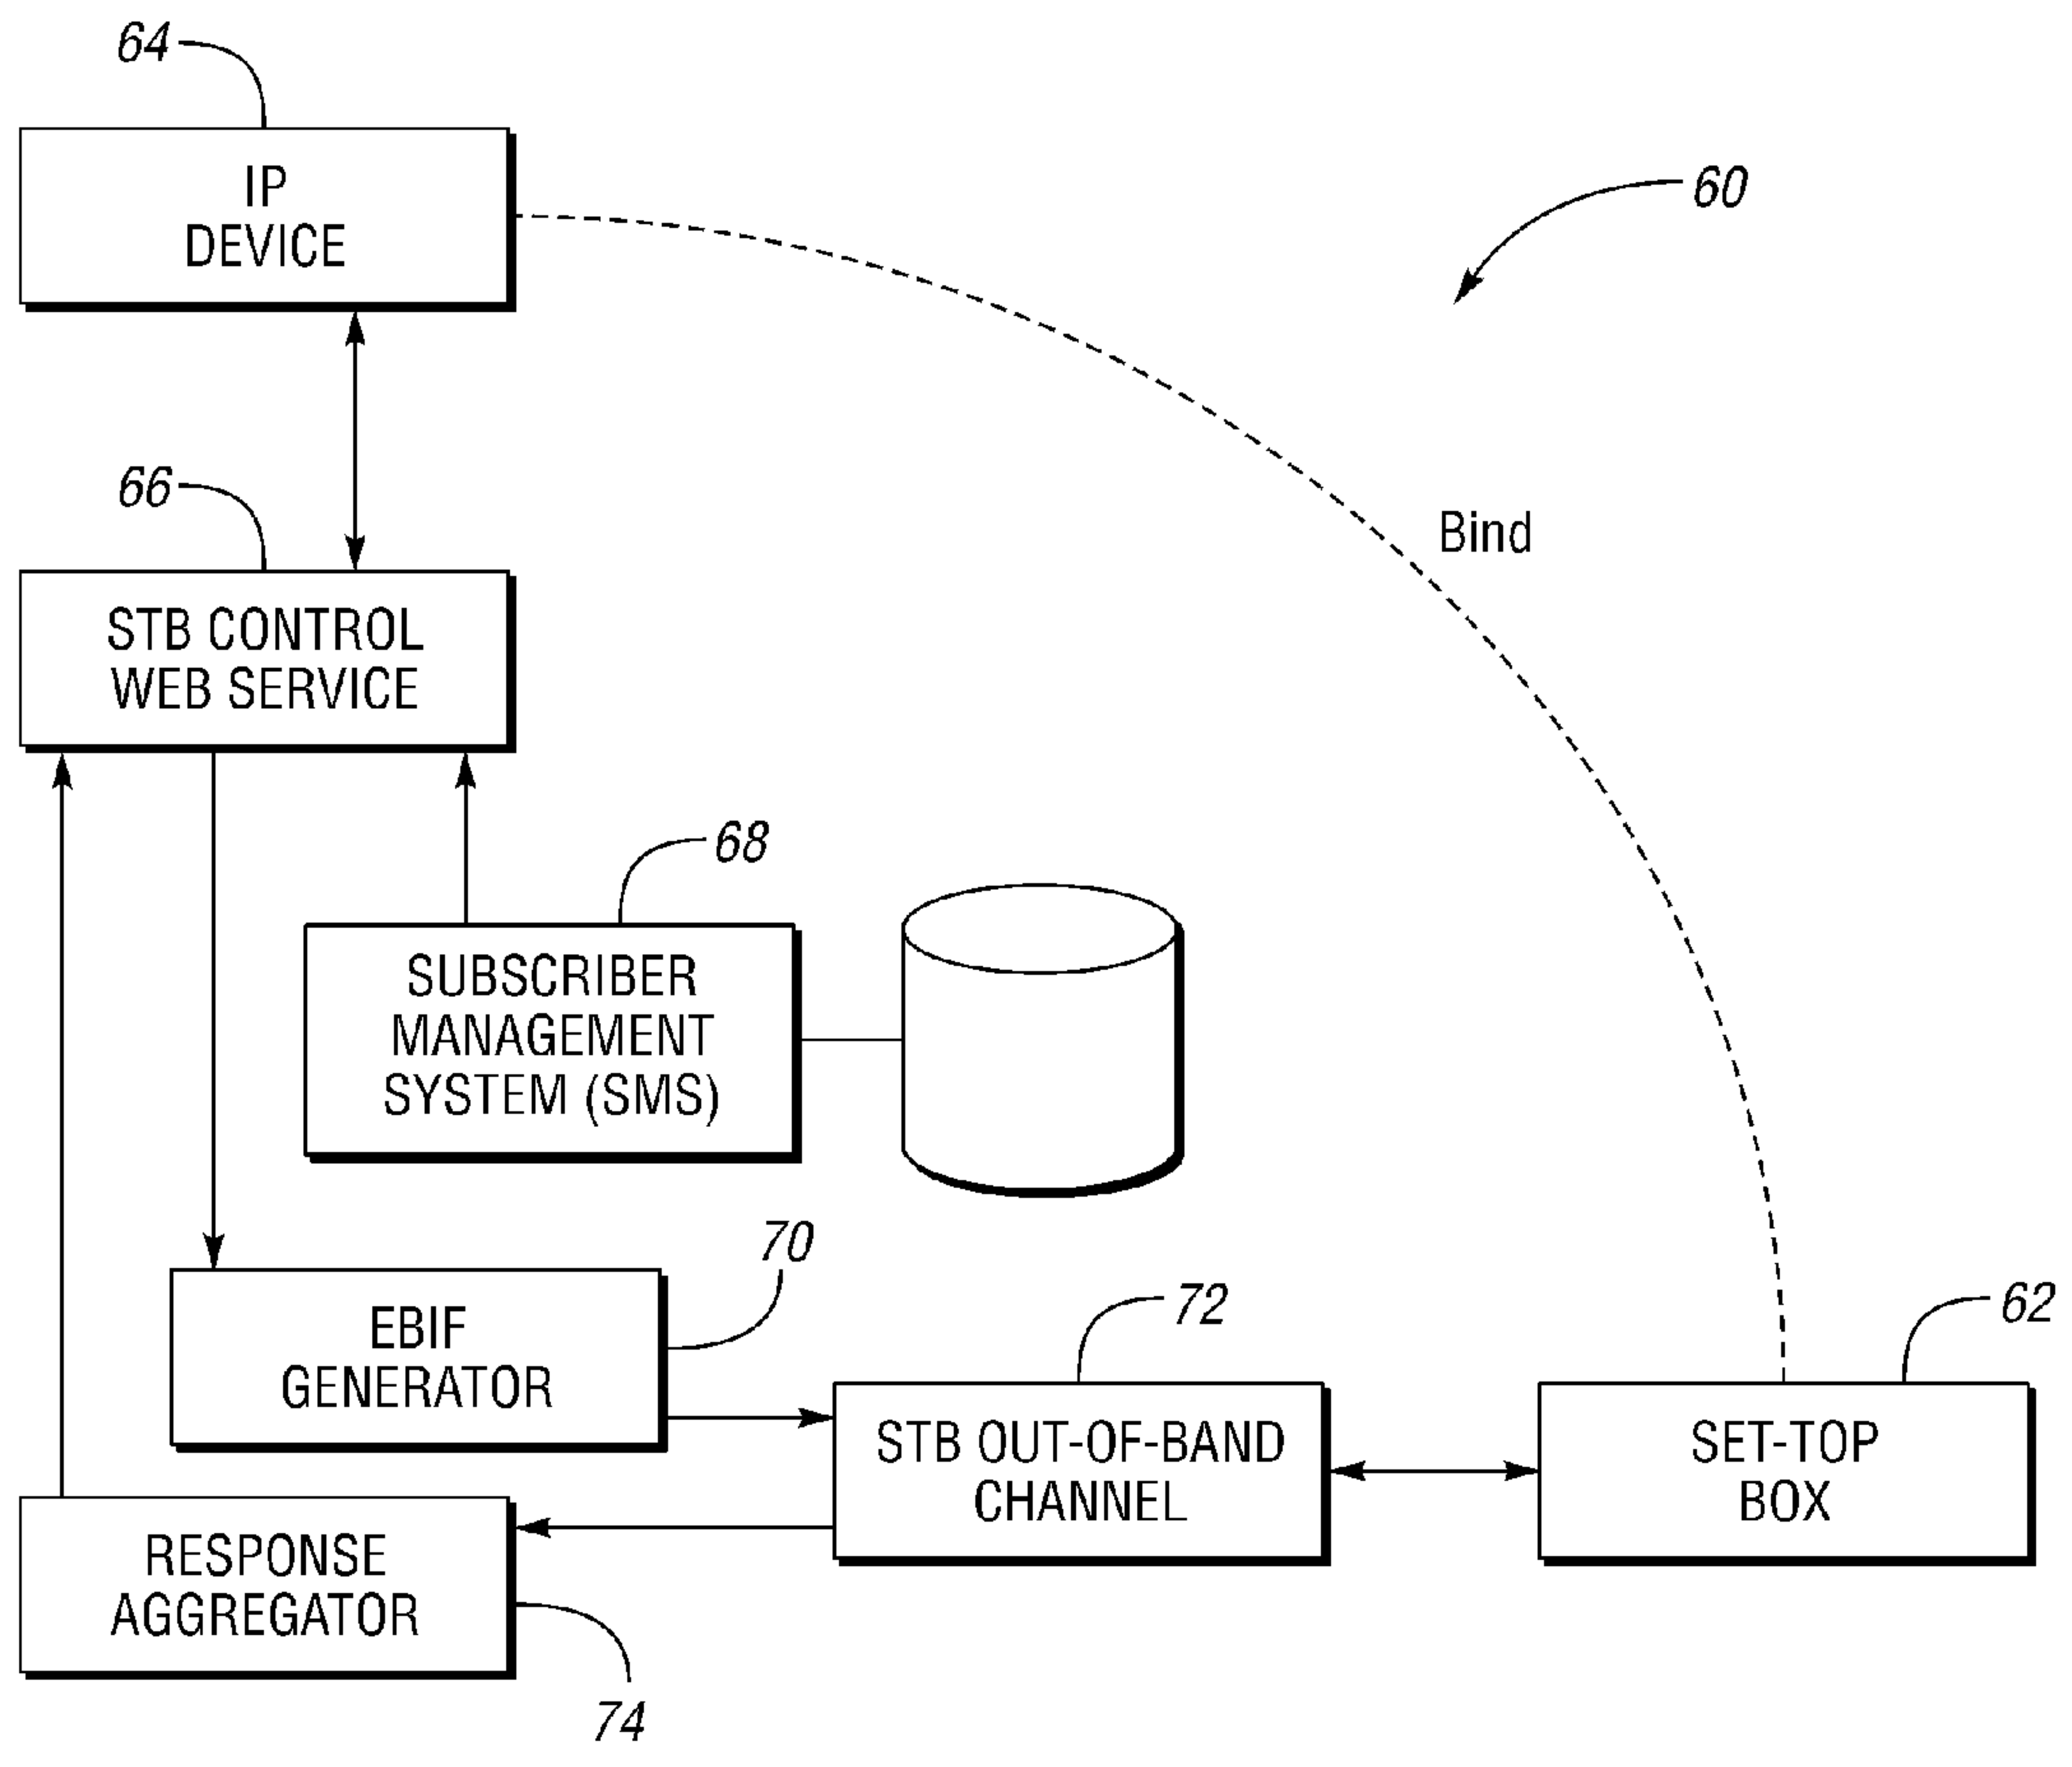 64
IP
DEVICE
60
66
Bind
STB CONTROL
WEB SERVICE
68
SUBSCRIBER
MANAGEMENT
SYSTEM (SMS)
70
EBIF
GENERATOR
72
62
STB OUT-OF-BAND
CHANNEL
SET-TOP
BOX
RESPONSE
AGGREGATOR
74